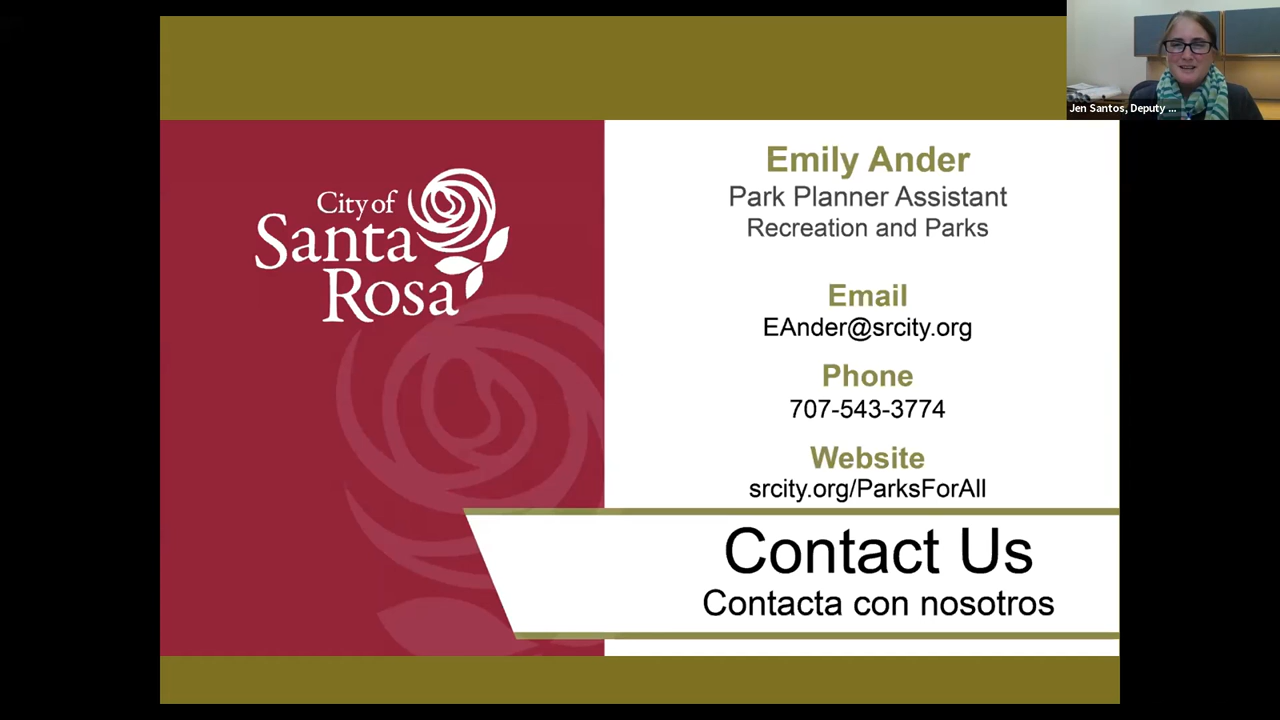 Jen Santos, Deputy ...
City of
Santa
Rosa
Emily Ander
Park Planner Assistant
Recreation and Parks
Email
EAnder@srcity.org
Phone
707-543-3774
Website
srcity.org/ParksForAll
Contact Us
Contacta con nosotros